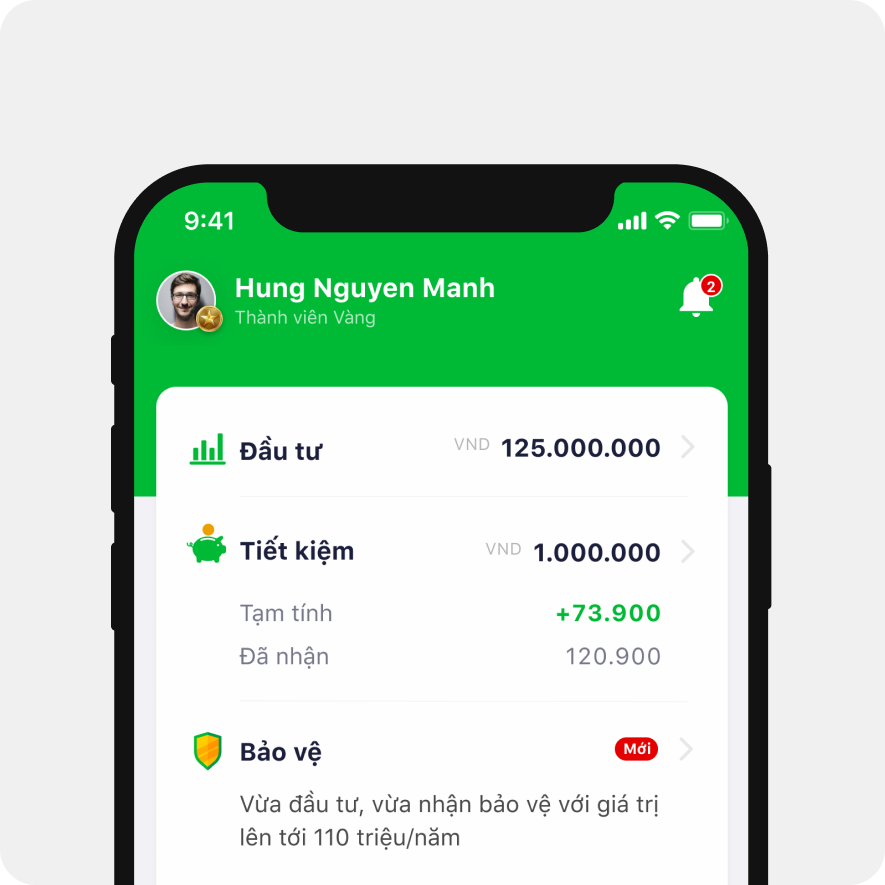 9:41
Hung Nguyen Manh
2
Thành viên Vàng
Đầu tư VND 125.000.000
Tiết kiệm VND 1.000.000
Tạm tính +73.900
Đã nhận 120.900
Bảo vệ Mới
Vừa đầu tư, vừa nhận bảo vệ với giá trị
lên tới 110 triệu/năm